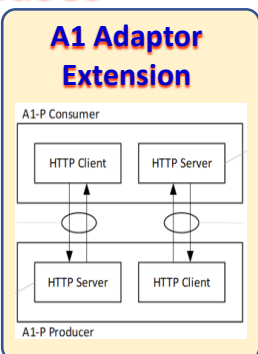 A1 Adaptor
Extension
A1-P Consumer
HTTP Client
HTTP Server
HTTP Server
HTTP Client
A1-P Producer